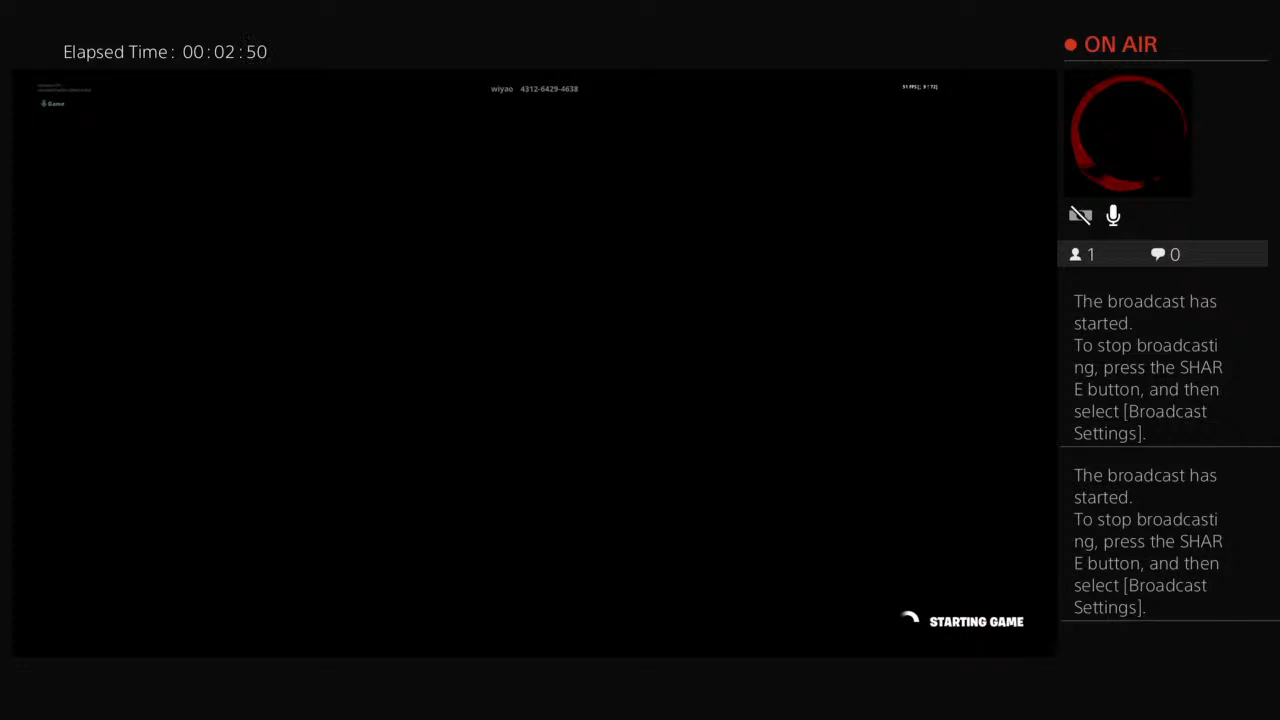 Elapsed Time: 00:02:50
ON AIR
wiyao 4312-6429-4638
Game
1
0
The broadcast has
started.
To stop broadcasti
ng, press the SHAR
E button, and then
select [Broadcast
Settings].
The broadcast has
started.
To stop broadcasti
ng, press the SHAR
E button, and then
select [Broadcast
Settings].
STARTING GAME